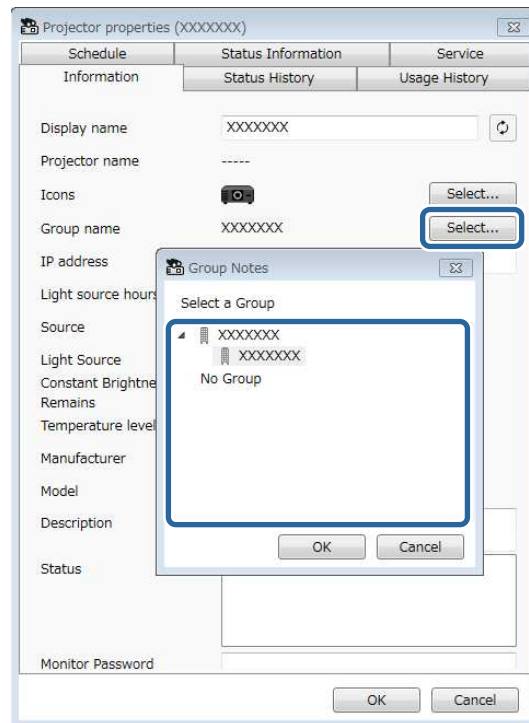 Projector properties (XXXXXXX)
Schedule Status Information Service
Information Status History Usage History
Display name XXXXXXX
Projector name -----
Icons Select...
Group name XXXXXXX Select...
IP address
Group Notes
Light source hours
Select a Group
Source
XXXXXXX
Light Source
XXXXXXX
Constant Brightne
No Group
Remains
Temperature level
Manufacturer
Model
Description
OK Cancel
Status
Monitor Password
OK Cancel